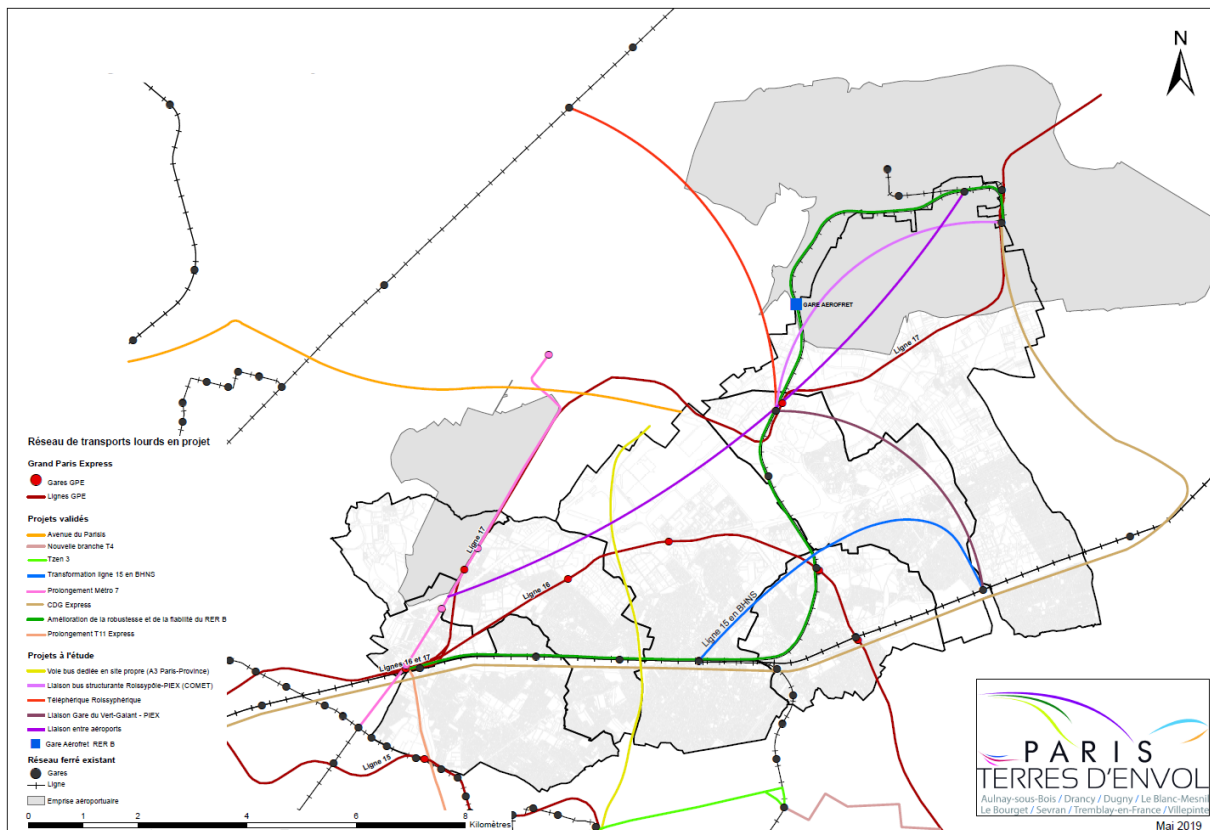 N
GARE AEROFRET
Ligne 17
Ligne 17
Ligne 16
Ligne 15 en BHNS
Lignes 16 et 17
Ligne 15
Réseau de transports lourds en projet
Grand Paris Express
Gares GPE
Lignes GPE
Projets validés
Avenue du Parisis
Nouvelle branche T4
Tzen 3
Transformation ligne 15 en BHNS
Prolongement Métro 7
CDG Express
Amélioration de la robustesse et de la fiabilité du RER B
Prolongement T11 Express
Projets à l'étude
Voie bus dédiée en site propre (A3 Paris-Province)
Liaison bus structurante Roissypôle-PIEX (COMET)
Téléphérique Roissyphérique
Liaison Gare du Vert-Galant - PIEX
Liaison entre aéroports
Gare Aérofret RER B
Réseau ferré existant
Gares
Ligne
Emprise aéroportuaire
0 2 4 6 8
Kilomètres
PARIS
TERRES D'ENVOL
Aulnay-sous-Bois / Drancy / Dugny / Le Blanc-Mesnil
Le Bourget / Sevran / Tremblay-en-France / Villepinte
Mai 2019